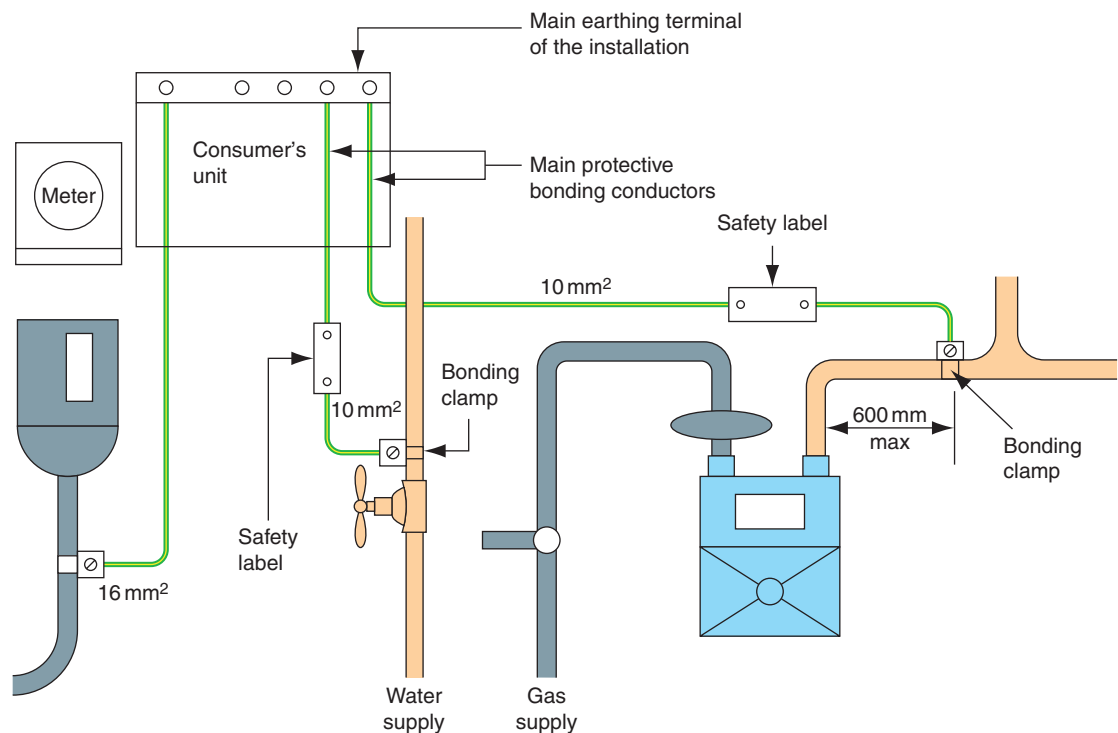 Main earthing terminal
of the installation
Consumer's
unit
Meter
Main protective
bonding conductors
Safety label
10 mm²
Bonding
clamp
10 mm²
600 mm
max
Bonding
clamp
Safety
label
16 mm²
Water
supply
Gas
supply